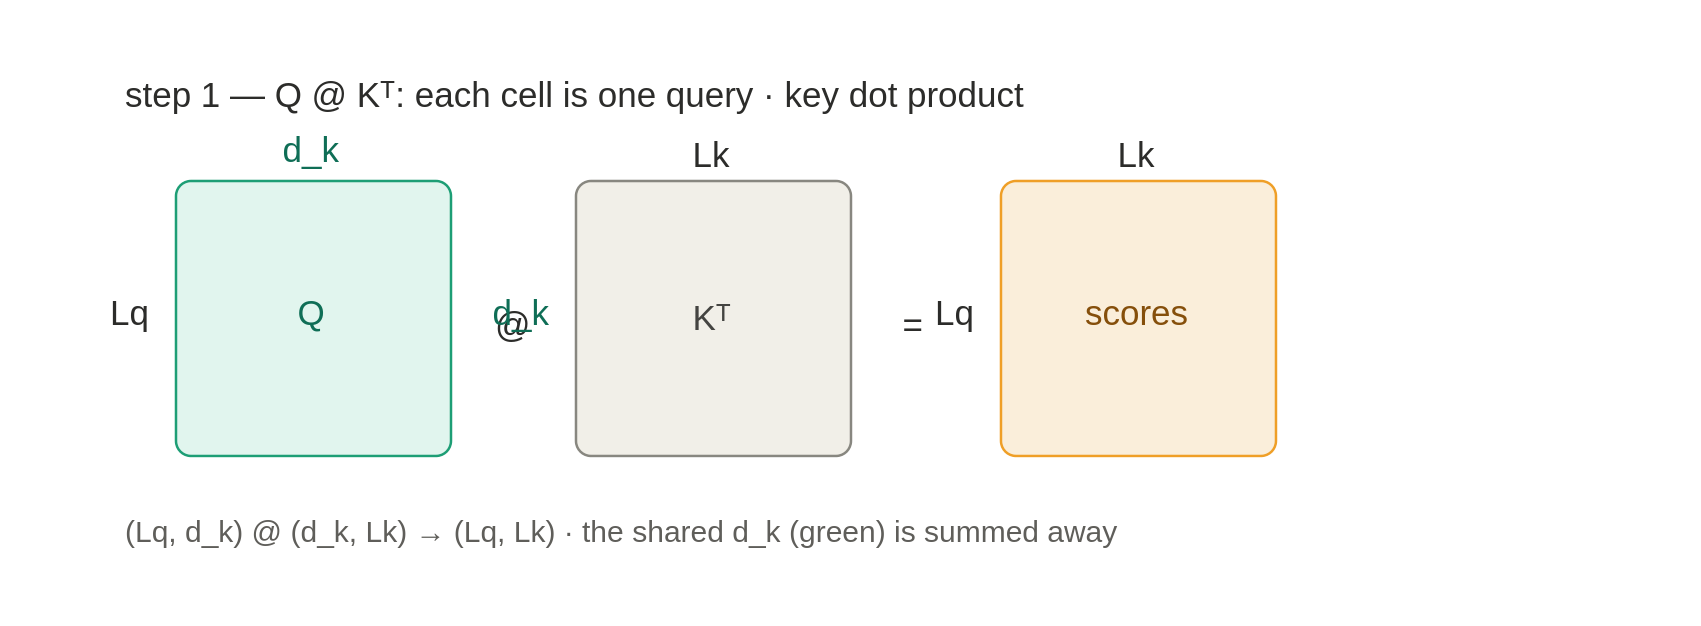 step 1 — Q @ Kᵀ: each cell is one query · key dot product
d_k
Lk
Lk
Lq
Q
d_k
@
Kᵀ
=
Lq
scores
(Lq, d_k) @ (d_k, Lk) → (Lq, Lk) · the shared d_k (green) is summed away